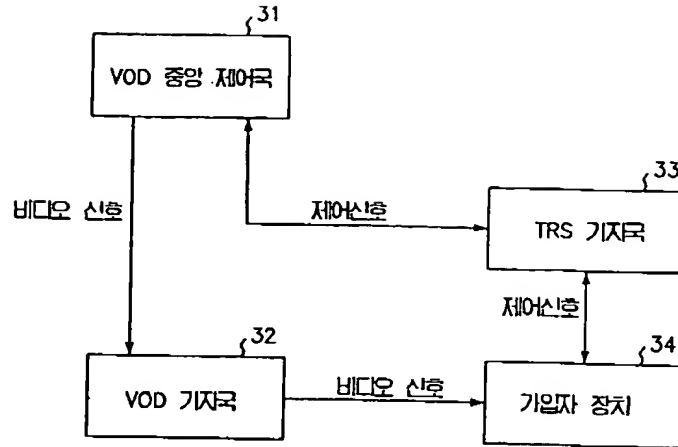 31
VOD 중앙 제어국
33
비디오 신호
제어신호
TRS 기지국
제어신호
32
34
VOD 기지국
비디오 신호
가입자 장치